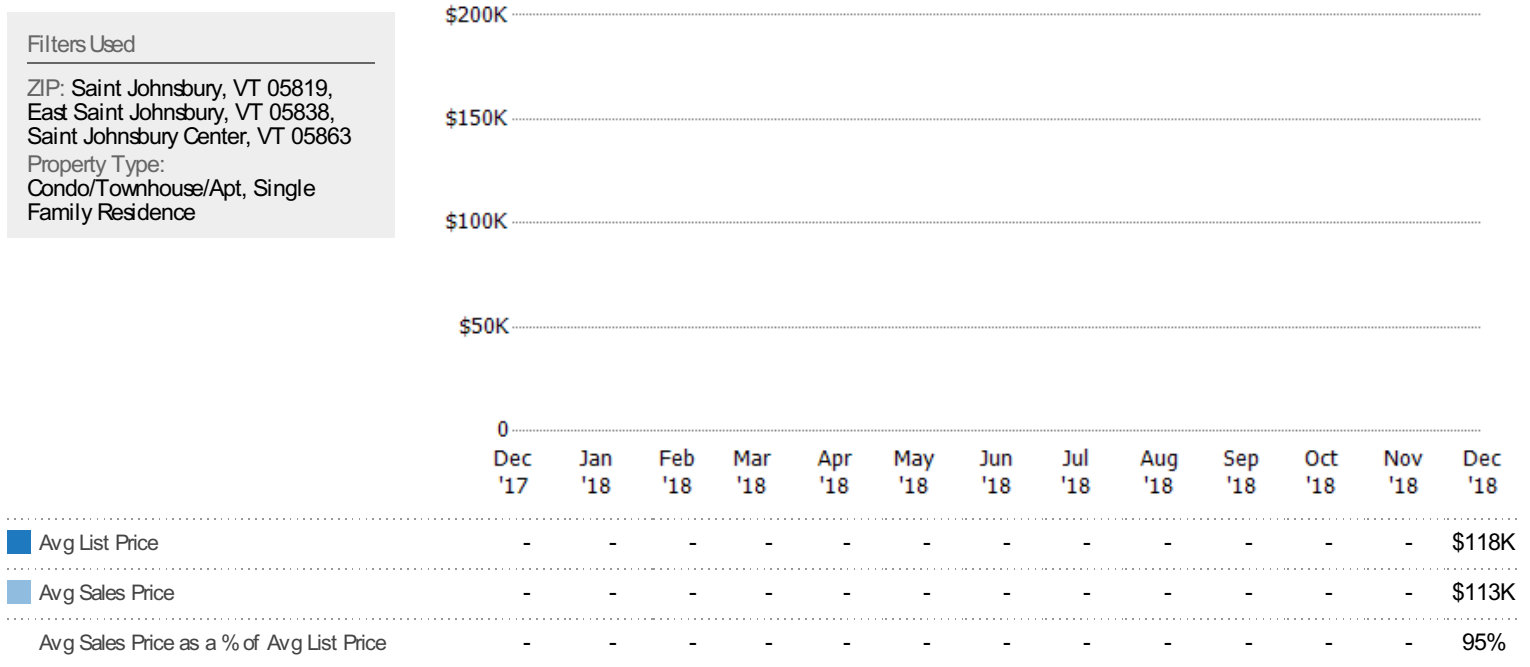 Filters Used
ZIP: Saint Johnsbury, VT 05819,
East Saint Johnsbury, VT 05838,
Saint Johnsbury Center, VT 05863
Property Type:
Condo/Townhouse/Apt, Single
Family Residence
$200K
$150K
$100K
$50K
0
Dec Jan Feb Mar Apr May Jun Jul Aug Sep Oct Nov Dec
'17 '18 '18 '18 '18 '18 '18 '18 '18 '18 '18 '18 '18
Avg List Price - - - - - - - - - - - - $118K
Avg Sales Price - - - - - - - - - - - - $113K
Avg Sales Price as a % of Avg List Price - - - - - - - - - - - - 95%